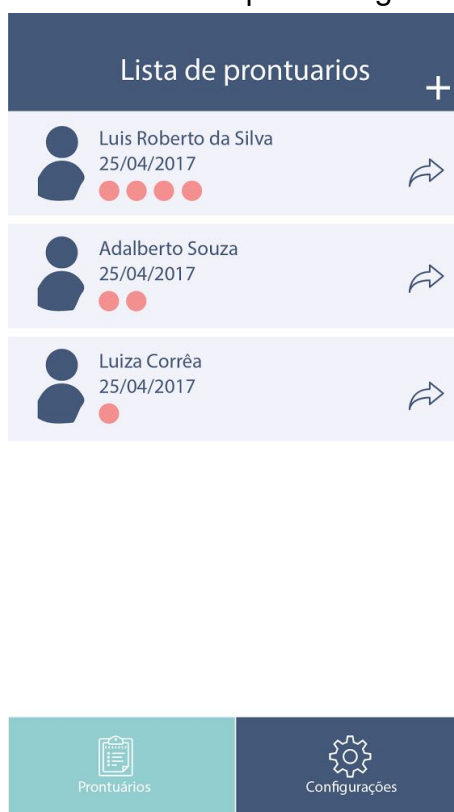 Lista de prontuarios
+
Luis Roberto da Silva
25/04/2017
Adalberto Souza
25/04/2017
Luiza Corrêa
25/04/2017
Prontuários
Configurações